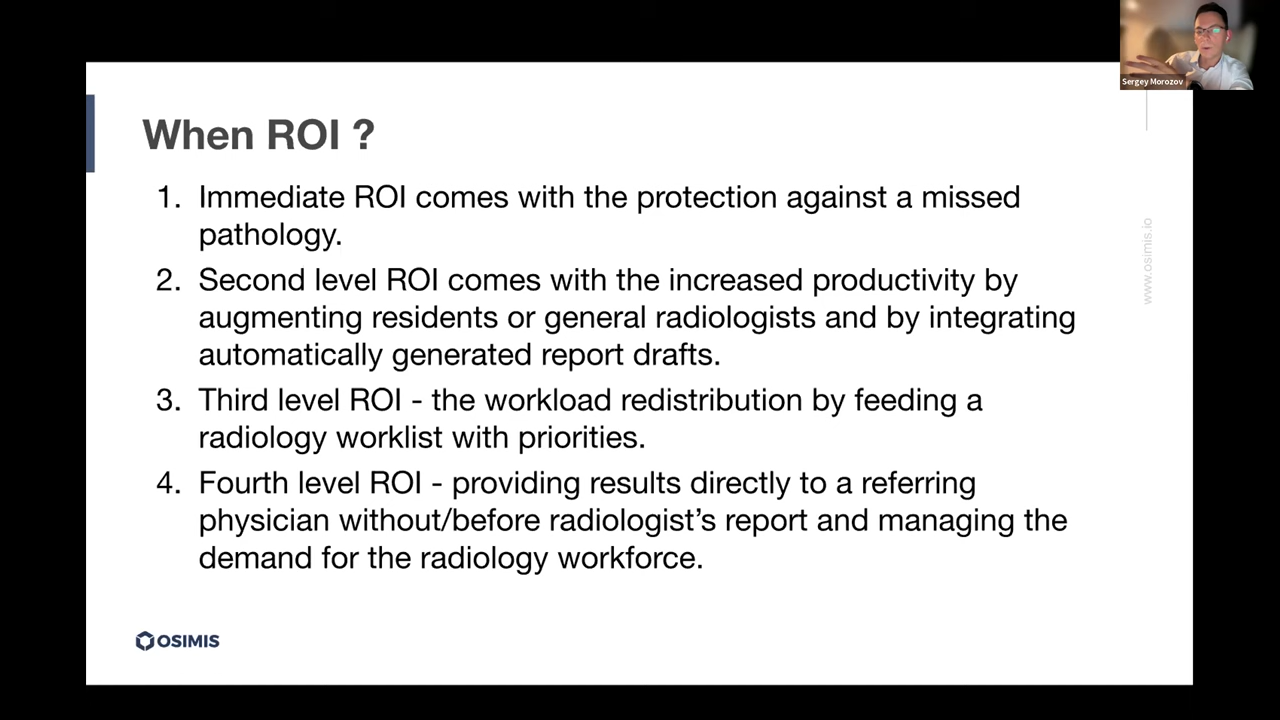 Sergey Morozov
When ROI ?
1. Immediate ROI comes with the protection against a missed
pathology.
2. Second level ROI comes with the increased productivity by
augmenting residents or general radiologists and by integrating
automatically generated report drafts.
3. Third level ROI - the workload redistribution by feeding a
radiology worklist with priorities.
4. Fourth level ROI - providing results directly to a referring
physician without/before radiologist's report and managing the
demand for the radiology workforce.
www.osimis.io
OSIMIS